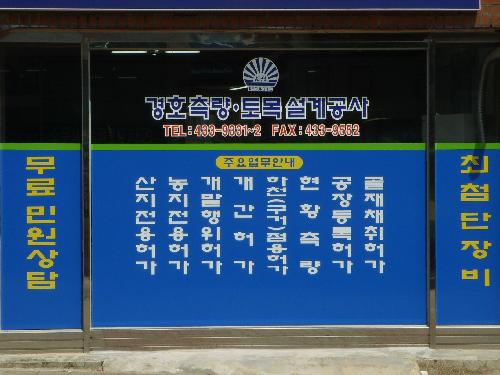 경호측량·토목설계공사
TEL:433-9331~2 FAX:433-9552
주요업무안내
산지전용허가
농지전용허가
개발행위허가
개간허가
하천(구거)점용허가
현황측량
공장등록허가
골재채취허가
무료민원상담
최첨단장비